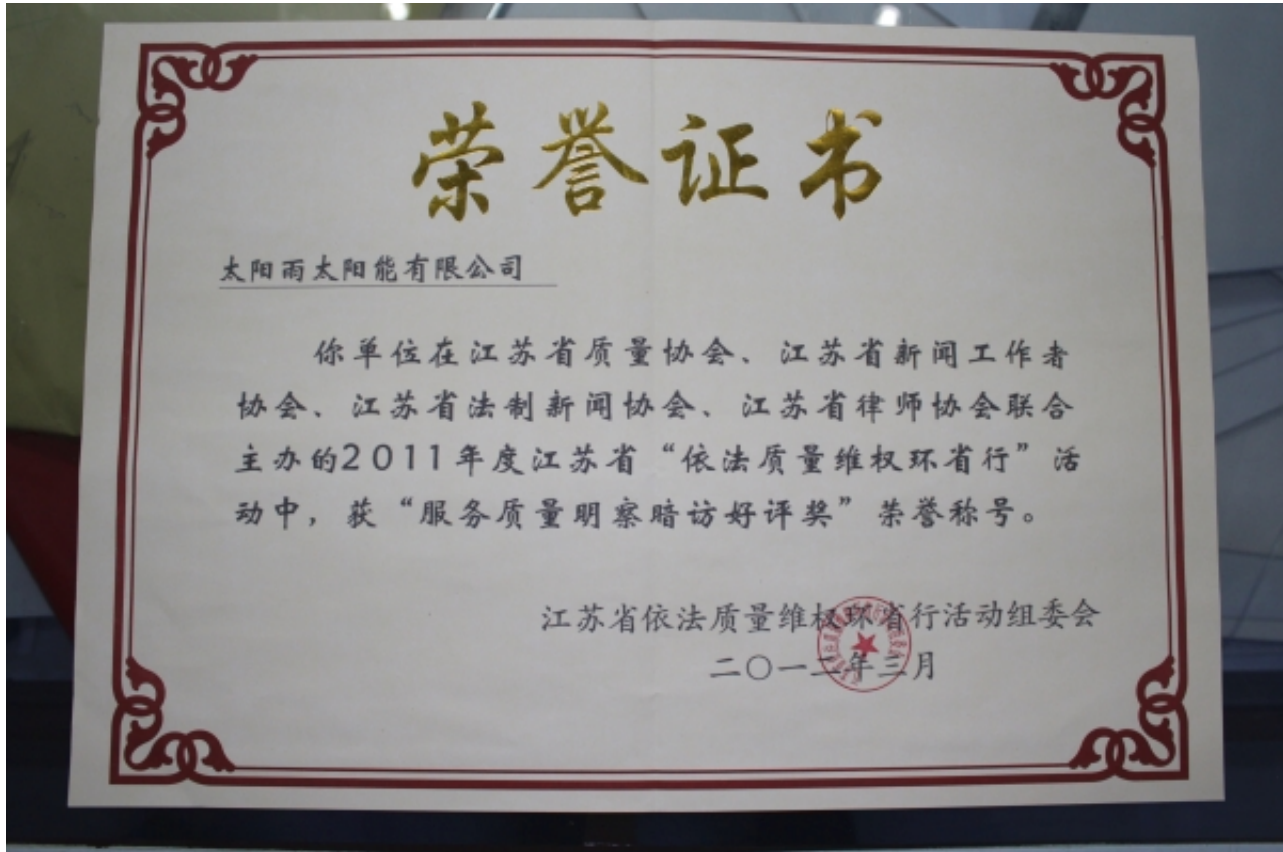 荣誉证书
太阳雨太阳能有限公司
你单位在江苏省质量协会、江苏省新闻工作者
协会、江苏省法制新闻协会、江苏省律师协会联合
主办的2011年度江苏省“依法质量维权环省行”活
动中，获“服务质量明察暗访好评奖”荣誉称号。
江苏省依法质量维权环省行活动组委会
二〇一二年三月